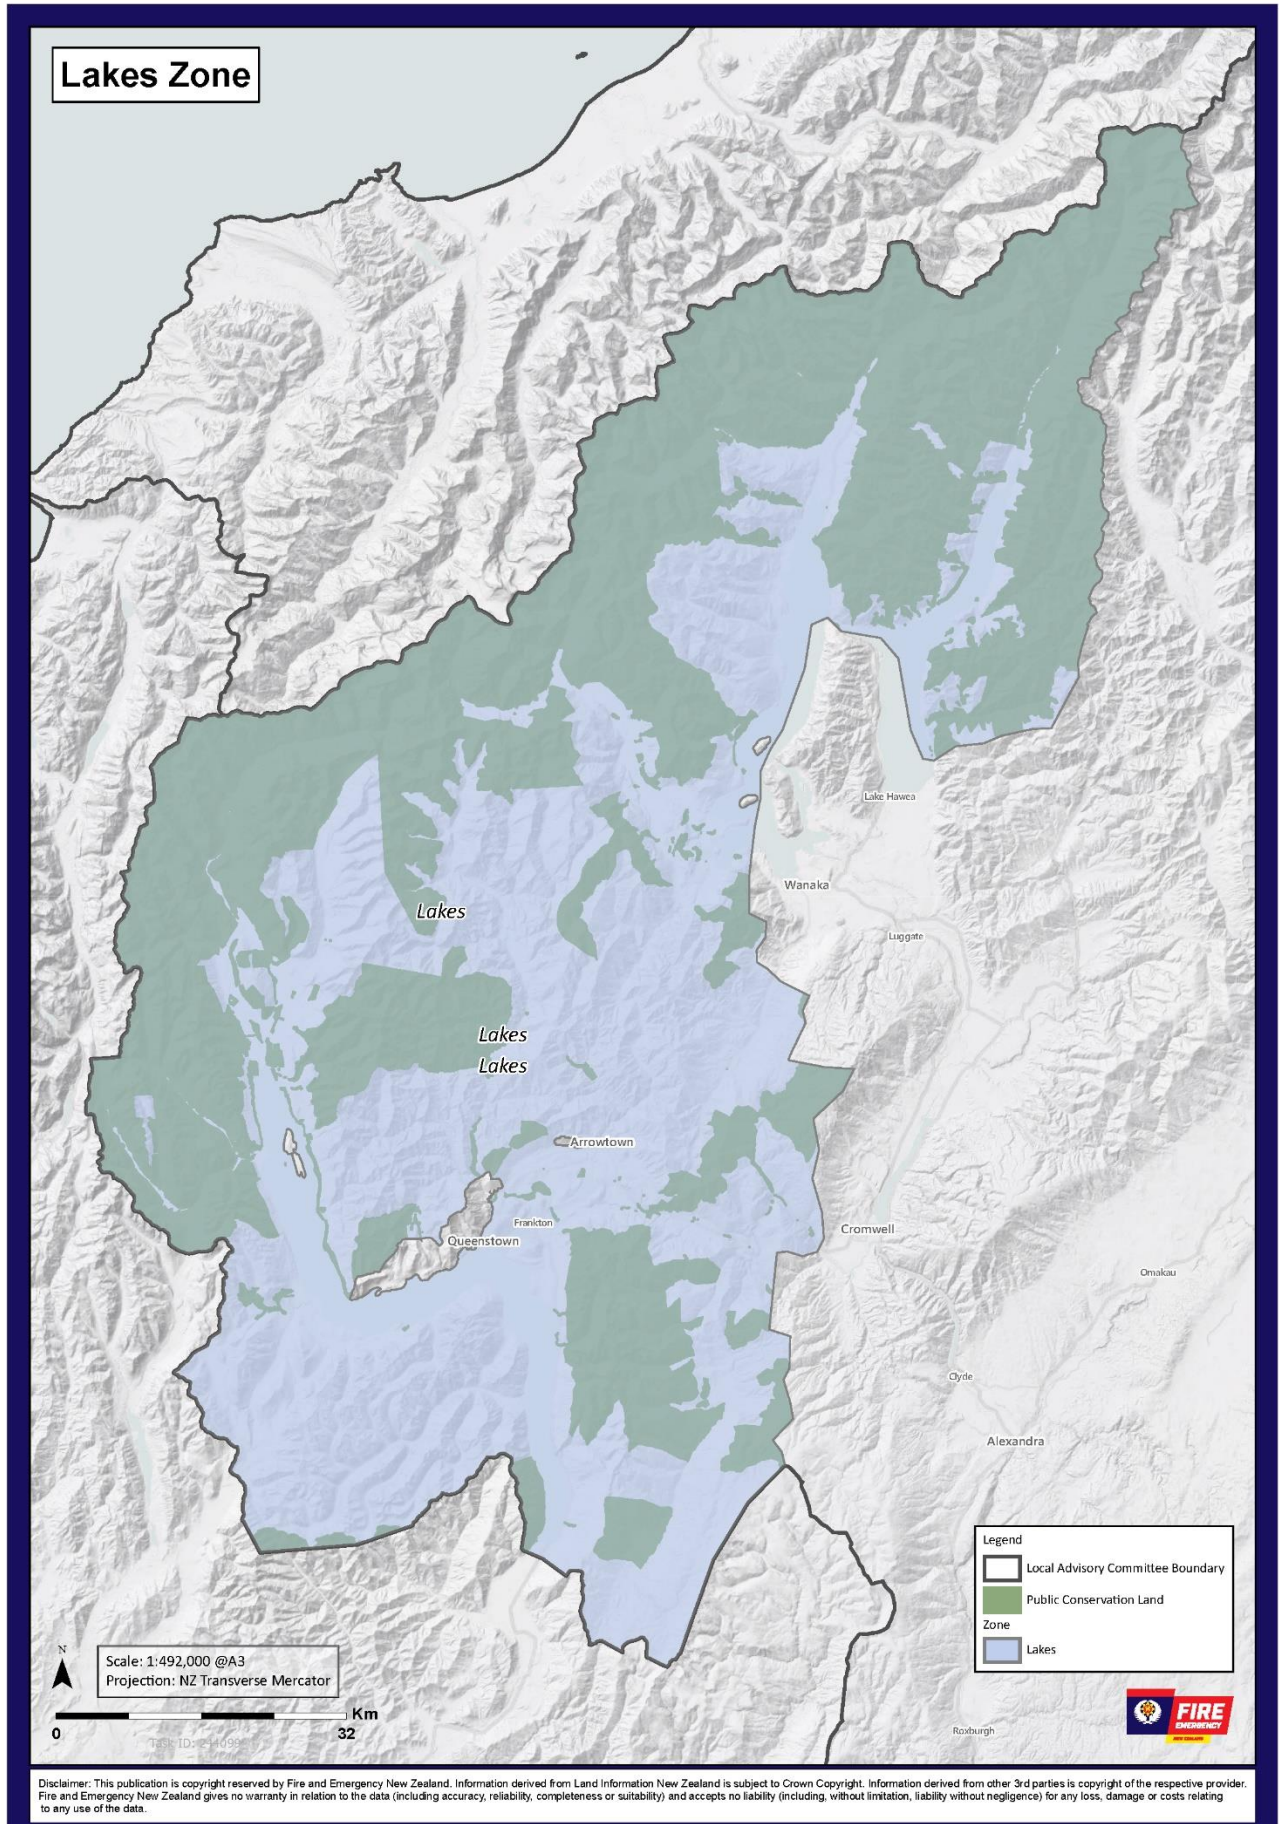 Lakes Zone
Lake Hawea
Wanaka
Lakes
Luggate
Lakes
Lakes
Arrowtown
Frankton
Cromwell
Queenstown
Omakau
Clyde
Alexandra
Legend
Local Advisory Committee Boundary
Public Conservation Land
Zone
Lakes
N
Scale: 1:492,000 @A3
Projection: NZ Transverse Mercator
Km
0 32
FIRE
EMERGENCY
NEW ZEALAND
Roxburgh
Task ID:
Disclaimer: This publication is copyright reserved by Fire and Emergency New Zealand. Information derived from Land Information New Zealand is subject to Crown Copyright. Information derived from other 3rd parties is copyright of the respective provider.
Fire and Emergency New Zealand gives no warranty in relation to the data (including accuracy, reliability, completeness or suitability) and accepts no liability (including, without limitation, liability without negligence) for any loss, damage or costs relating
to any use of the data.